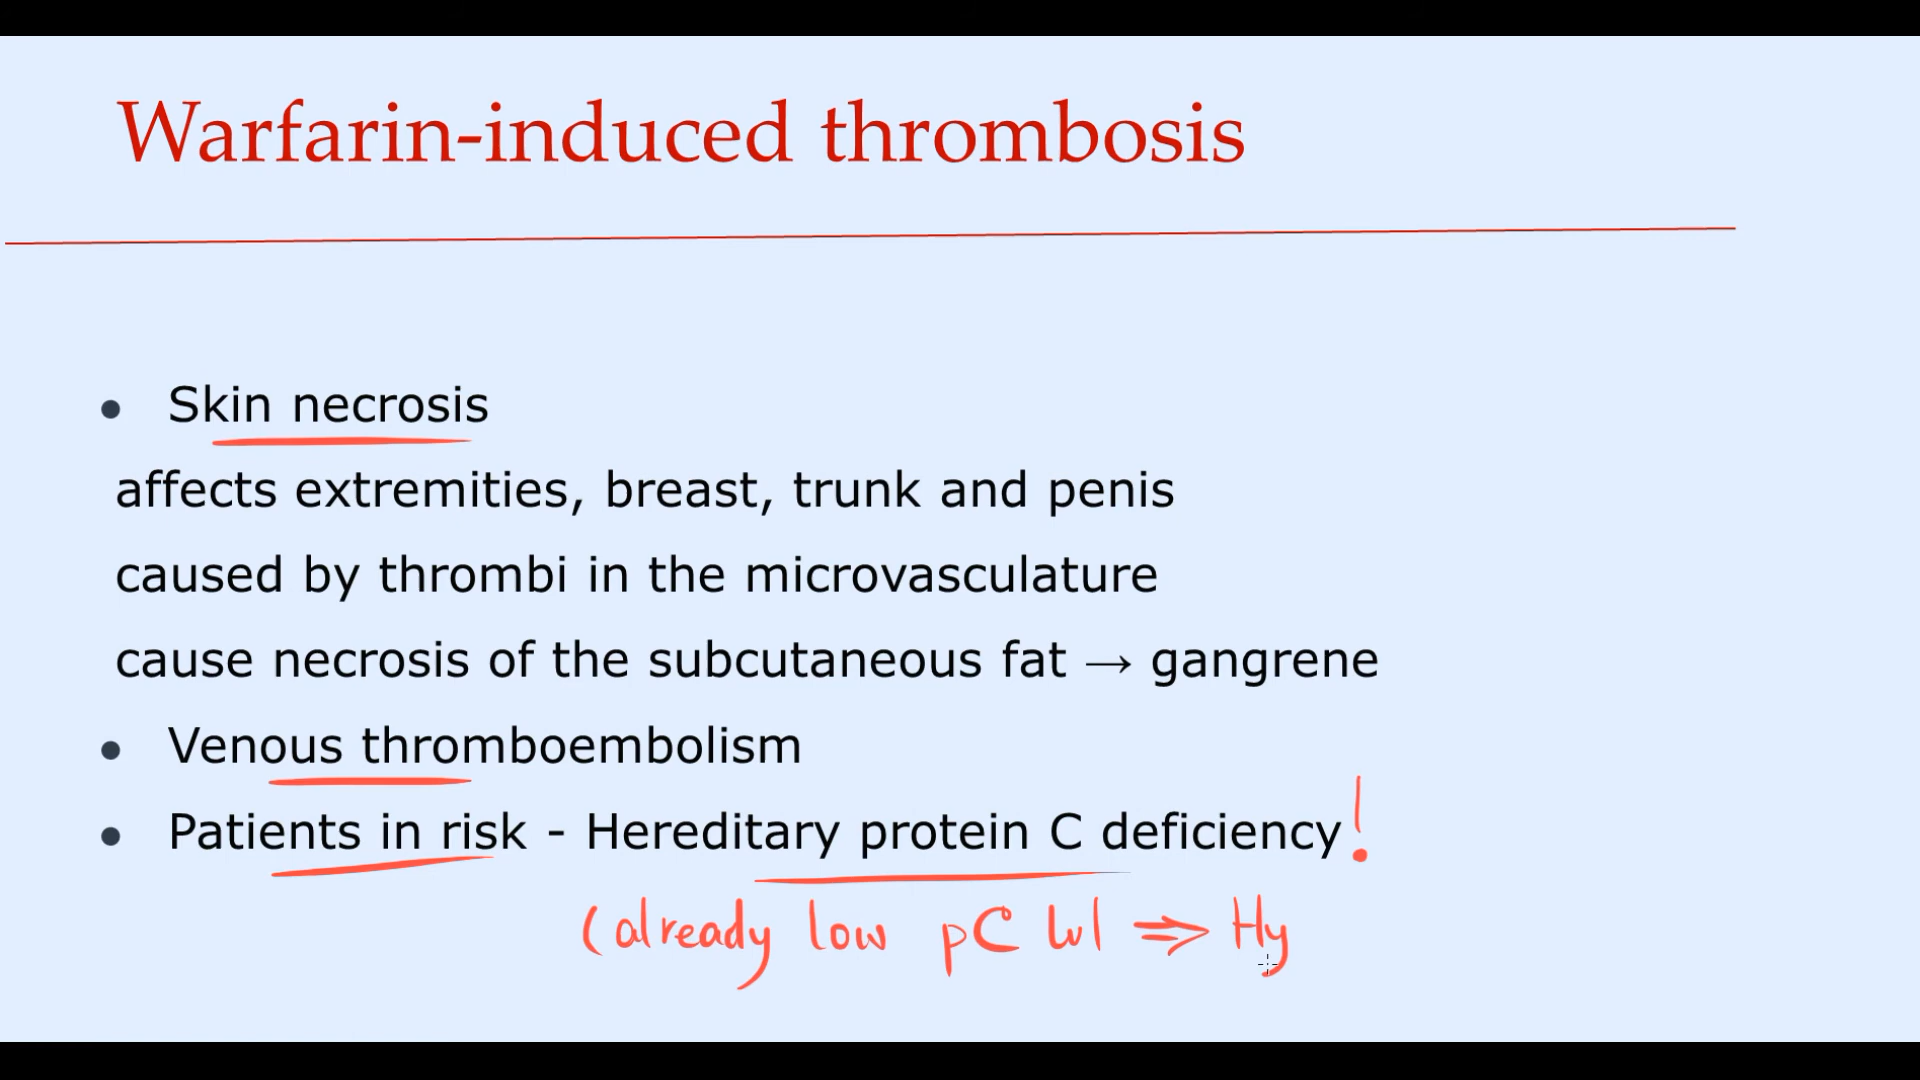 Warfarin-induced thrombosis
• Skin necrosis
affects extremities, breast, trunk and penis
caused by thrombi in the microvasculature
cause necrosis of the subcutaneous fat → gangrene
• Venous thromboembolism
• Patients in risk - Hereditary protein C deficiency!
(already low pC lvl ⇒ Hy